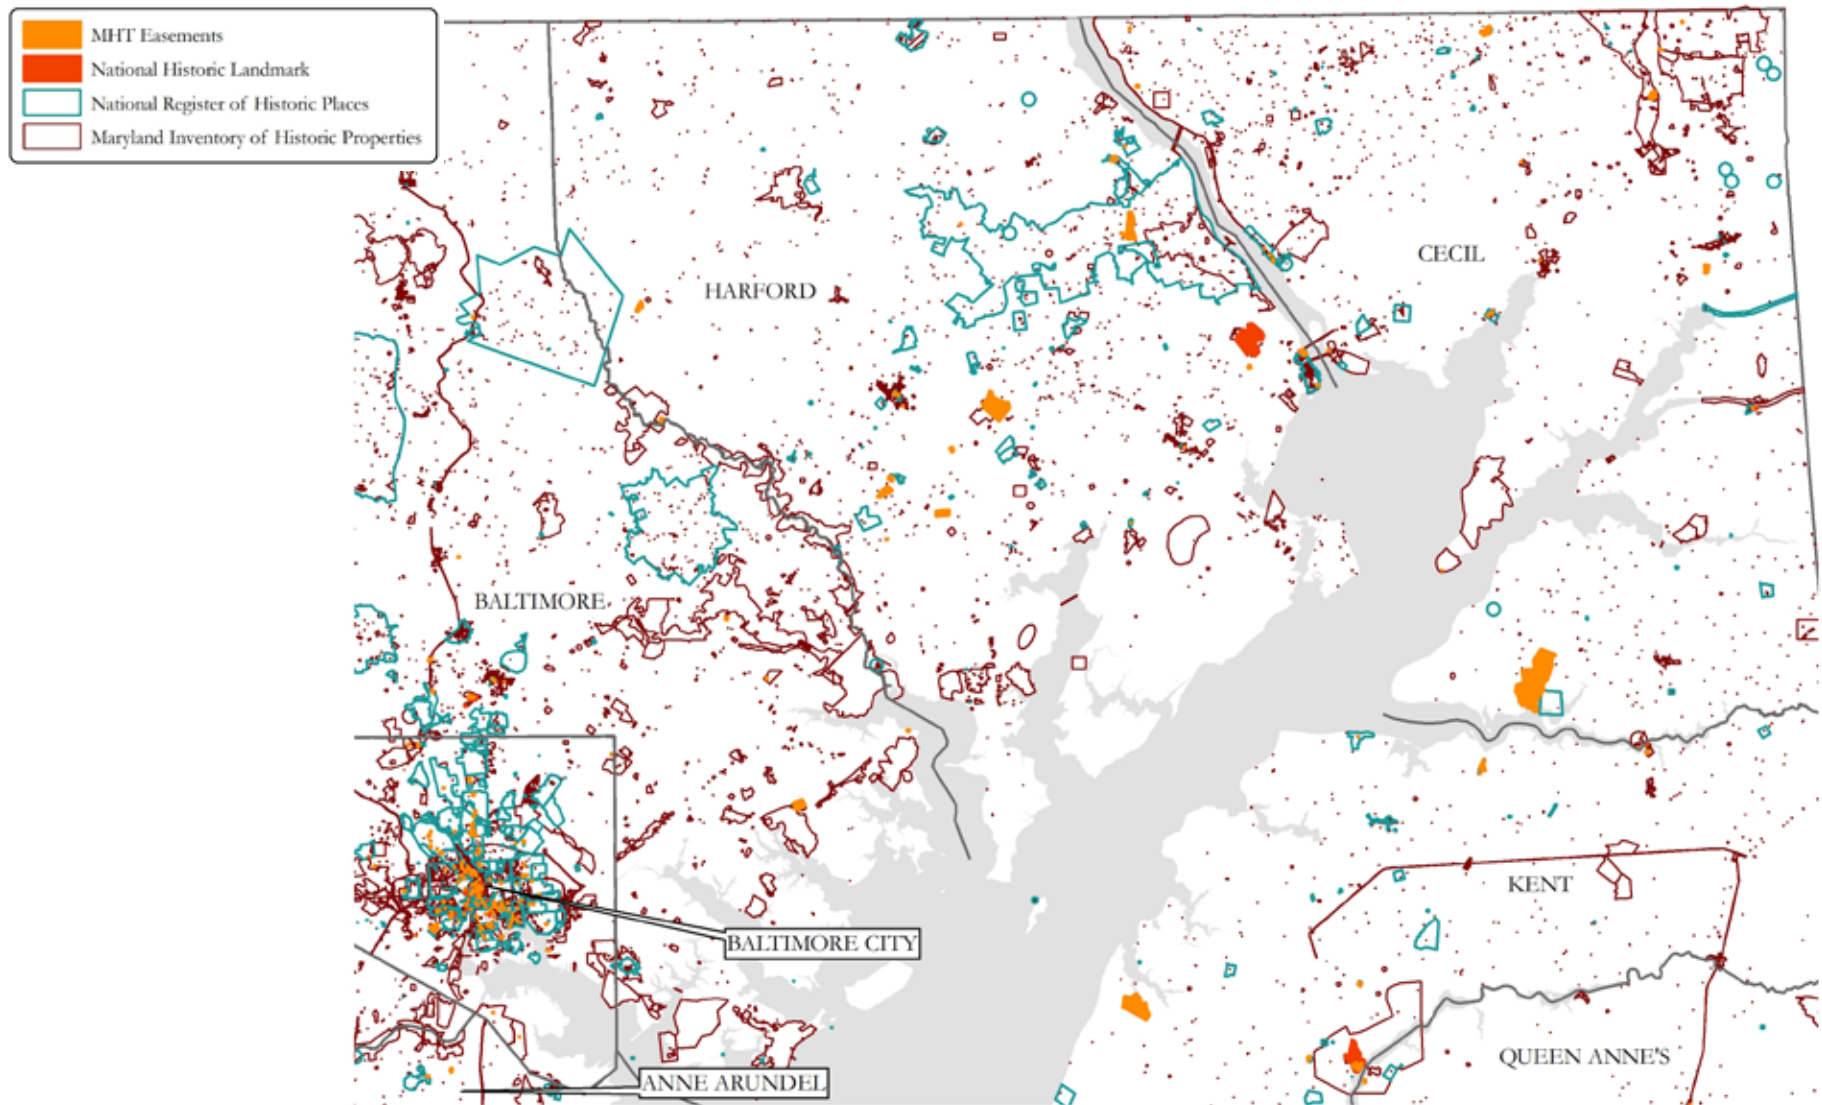 MHT Easements
National Historic Landmark
National Register of Historic Places
Maryland Inventory of Historic Properties
CECIL
HARFORD
BALTIMORE
KENT
BALTIMORE CITY
QUEEN ANNE'S
ANNE ARUNDEL